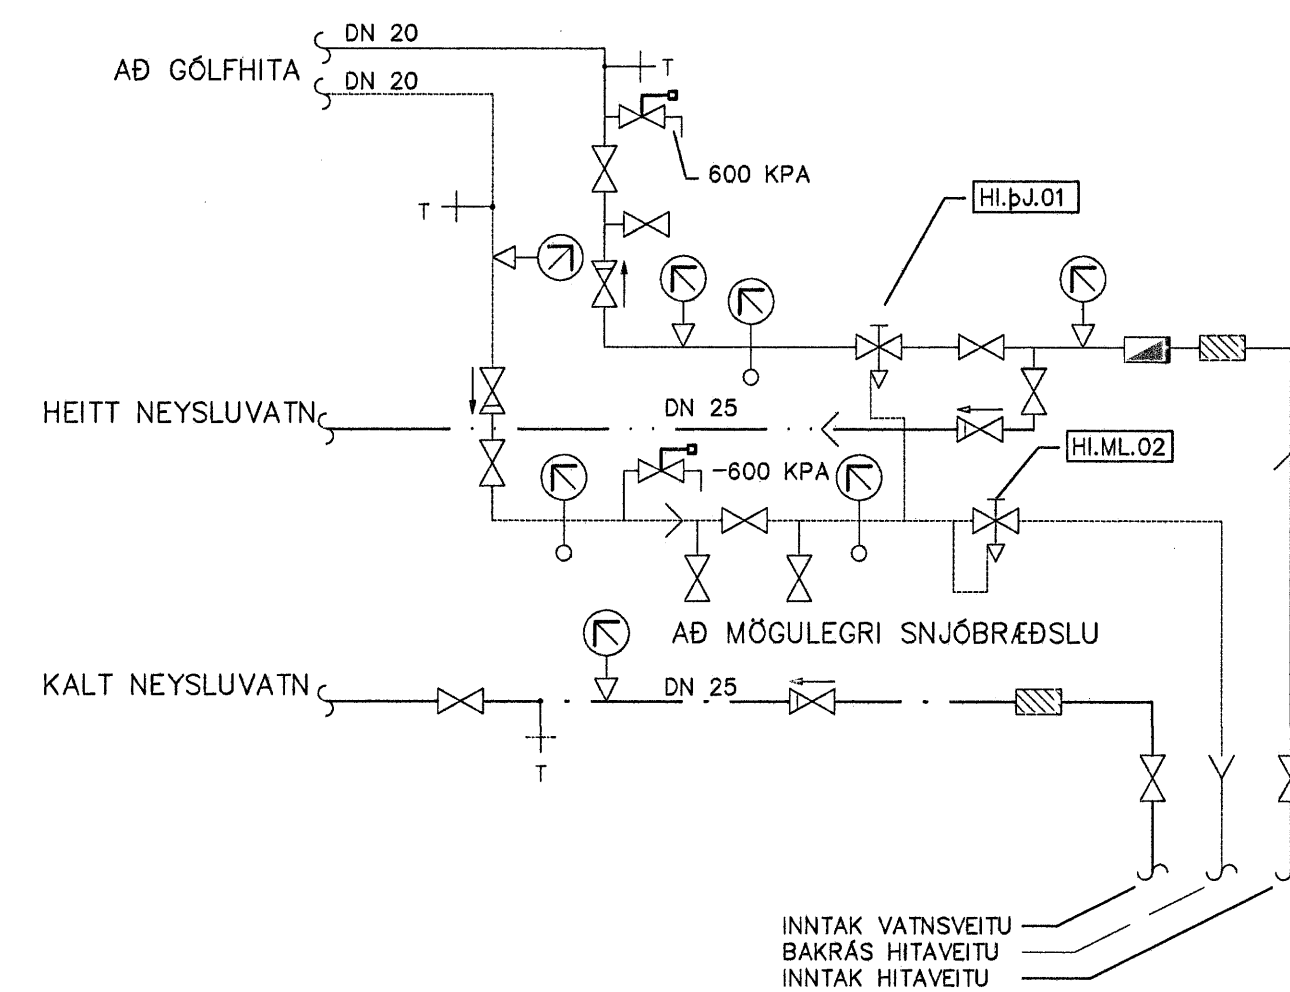 DN 20
AÐ GÓLFHITA
DN 20
T
600 KPA
HI.ÞJ.01
T
HEITT NEYSLUVATN
DN 25
HI.ML.02
-600 KPA
AÐ MÖGULEGRI SNJÓBRÆÐSLU
KALT NEYSLUVATN
DN 25
T
INNTAK VATNSVEITU
BAKRÁS HITAVEITU
INNTAK HITAVEITU